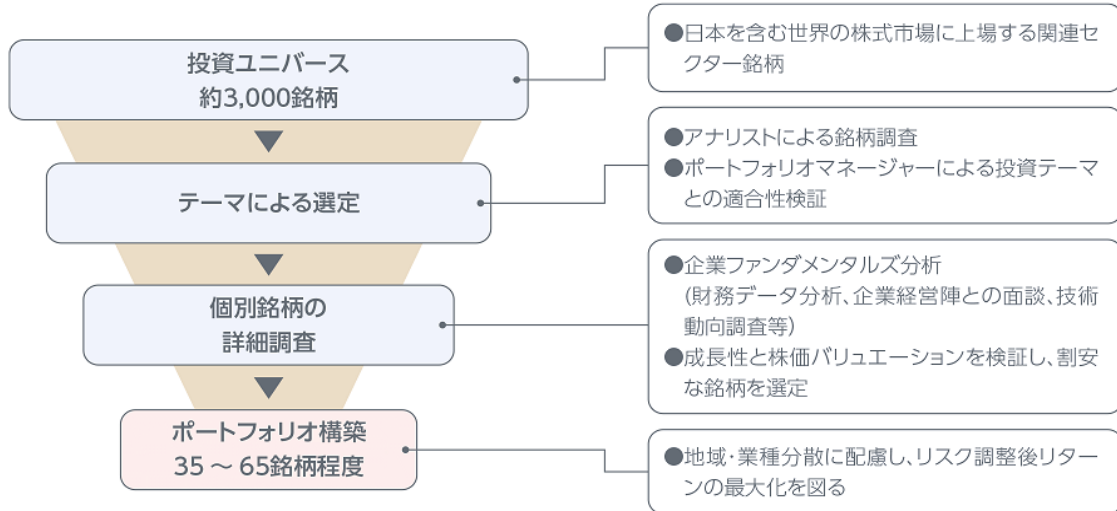 投資ユニバース
約3,000銘柄
●日本を含む世界の株式市場に上場する関連セ
クター銘柄
テーマによる選定
●アナリストによる銘柄調査
●ポートフォリオマネージャーによる投資テーマ
との適合性検証
個別銘柄の
詳細調査
●企業ファンダメンタルズ分析
(財務データ分析、企業経営陣との面談、技術
動向調査等)
●成長性と株価バリュエーションを検証し、割安
な銘柄を選定
ポートフォリオ構築
35 ～ 65銘柄程度
●地域・業種分散に配慮し、リスク調整後リター
ンの最大化を図る